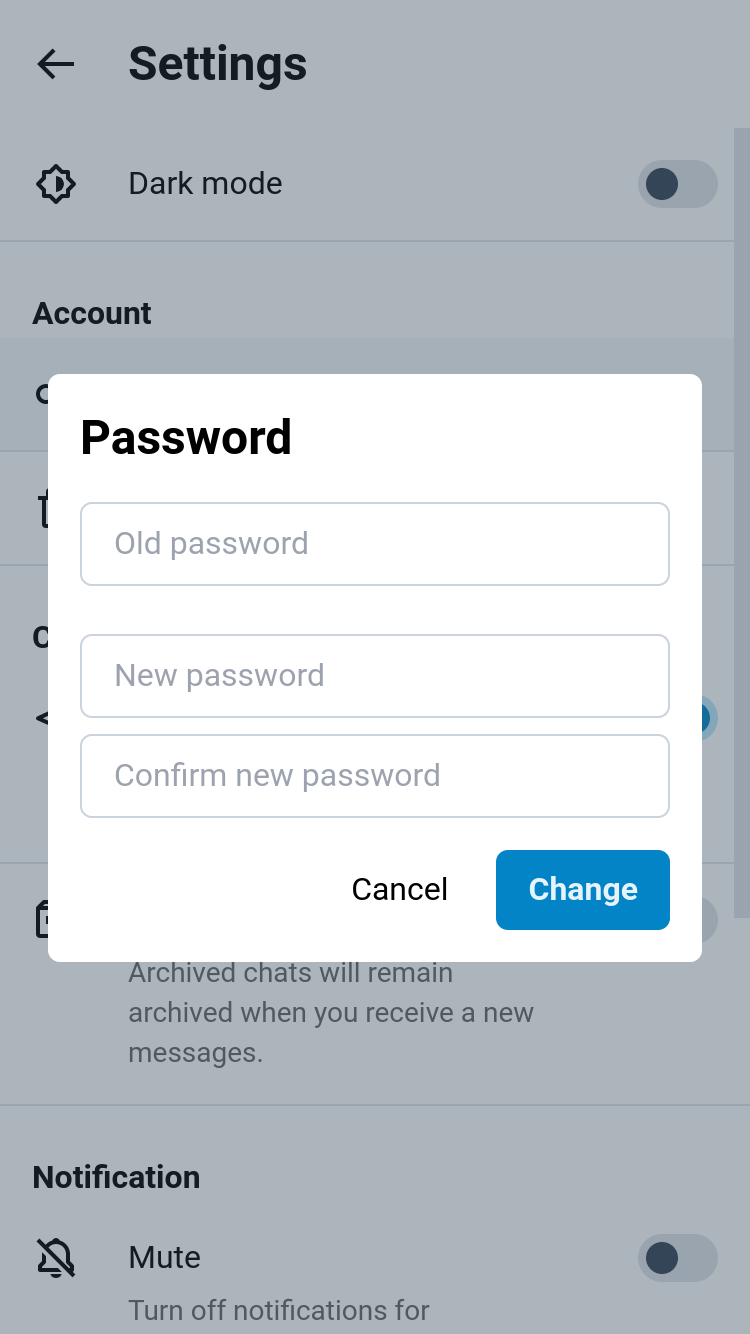 Settings
Dark mode
Account
Password
Old password
New password
Confirm new password
Cancel
Change
Archived chats will remain
archived when you receive a new
messages.
Notification
Mute
Turn off notifications for